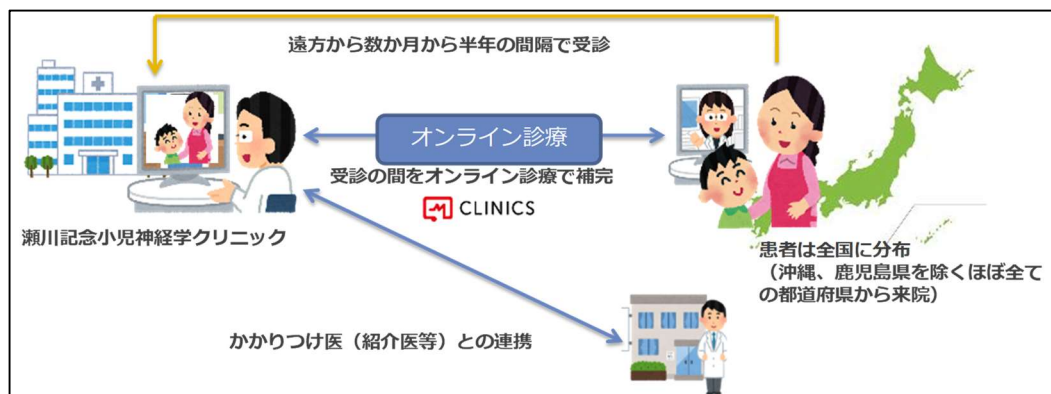 遠方から数か月から半年の間隔で受診
オンライン診療
受診の間をオンライン診療で補完
CLINICS
瀬川記念小児神経学クリニック
患者は全国に分布
（沖縄、鹿児島県を除くほぼ全て
の都道府県から来院）
かかりつけ医（紹介医等）との連携